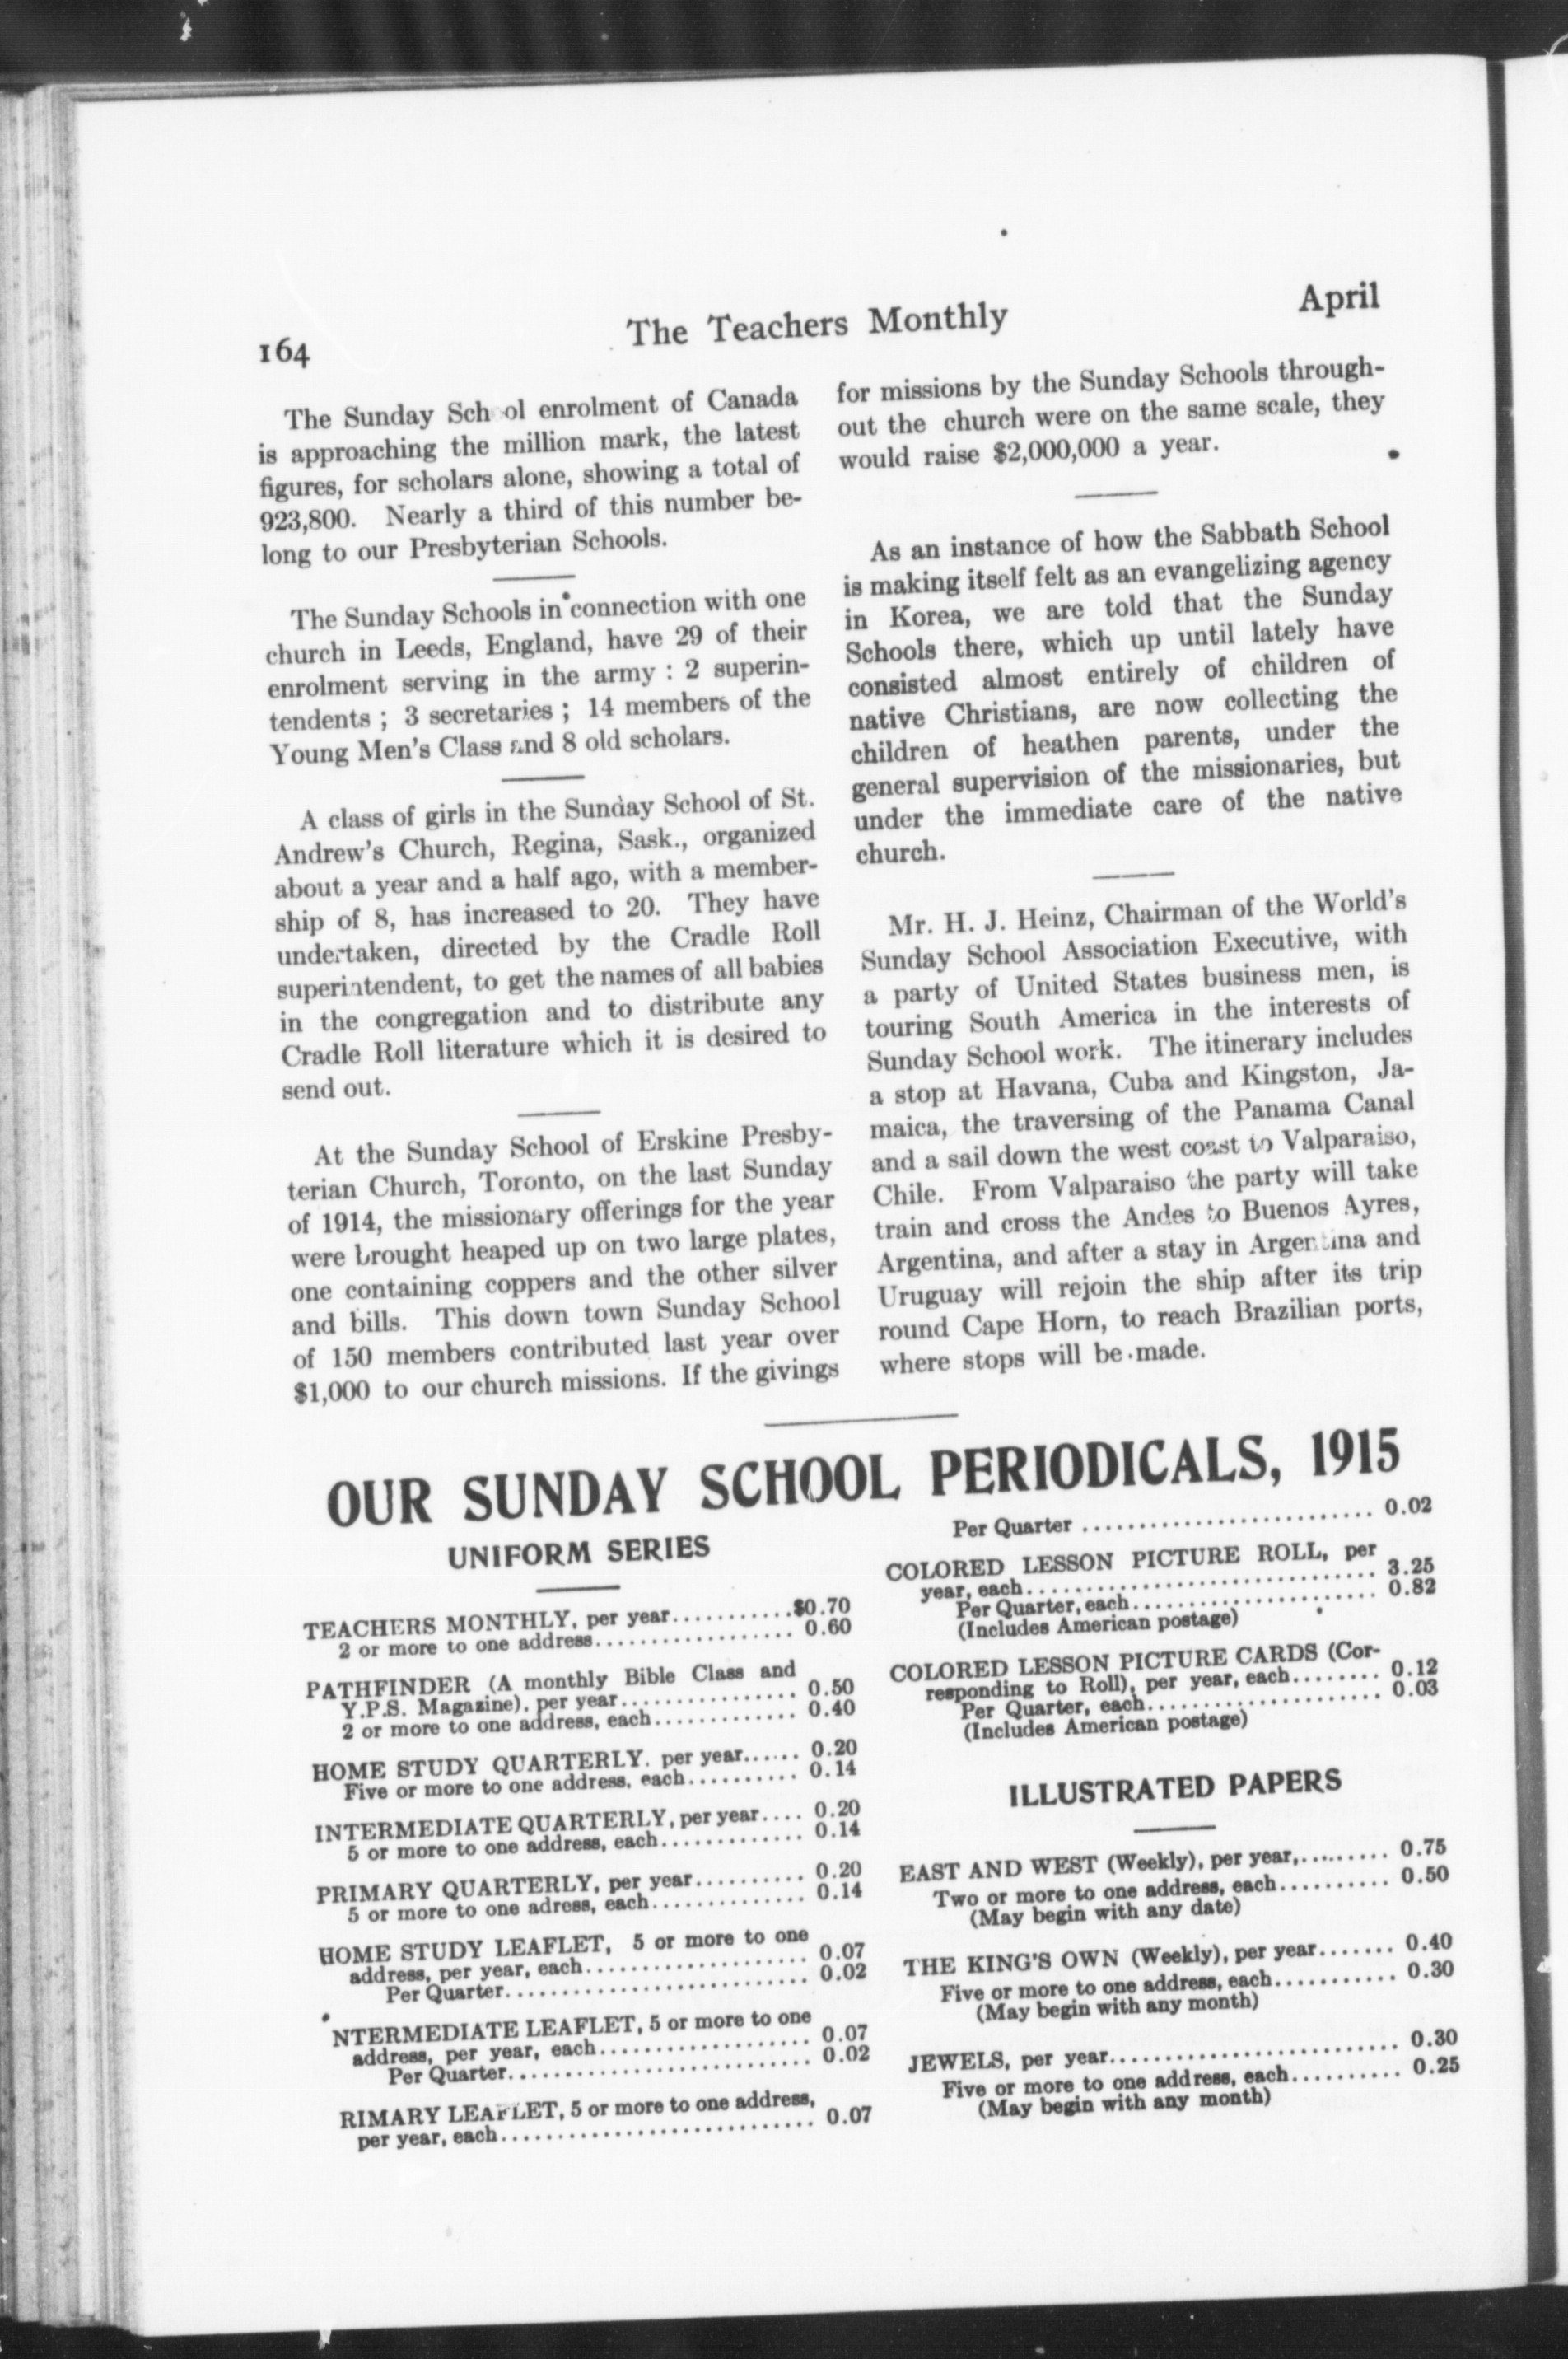 164
The Teachers Monthly
April
The Sunday School enrolment of Canada
is approaching the million mark, the latest
figures, for scholars alone, showing a total of
923,800. Nearly a third of this number be-
long to our Presbyterian Schools.
The Sunday Schools in connection with one
church in Leeds, England, have 29 of their
enrolment serving in the army : 2 superin-
tendents ; 3 secretaries ; 14 members of the
Young Men's Class and 8 old scholars.
A class of girls in the Sunday School of St.
Andrew's Church, Regina, Sask., organized
about a year and a half ago, with a member-
ship of 8, has increased to 20. They have
undertaken, directed by the Cradle Roll
superintendent, to get the names of all babies
in the congregation and to distribute any
Cradle Roll literature which it is desired to
send out.
At the Sunday School of Erskine Presby-
terian Church, Toronto, on the last Sunday
of 1914, the missionary offerings for the year
were brought heaped up on two large plates,
one containing coppers and the other silver
and bills. This down town Sunday School
of 150 members contributed last year over
$1,000 to our church missions. If the givings
for missions by the Sunday Schools through-
out the church were on the same scale, they
would raise $2,000,000 a year.
As an instance of how the Sabbath School
is making itself felt as an evangelizing agency
in Korea, we are told that the Sunday
Schools there, which up until lately have
consisted almost entirely of children of
native Christians, are now collecting the
children of heathen parents, under the
general supervision of the missionaries, but
under the immediate care of the native
church.
Mr. H. J. Heinz, Chairman of the World's
Sunday School Association Executive, with
a party of United States business men, is
touring South America in the interests of
Sunday School work. The itinerary includes
a stop at Havana, Cuba and Kingston, Ja-
maica, the traversing of the Panama Canal
and a sail down the west coast to Valparaiso,
Chile. From Valparaiso the party will take
train and cross the Andes to Buenos Ayres,
Argentina, and after a stay in Argentina and
Uruguay will rejoin the ship after its trip
round Cape Horn, to reach Brazilian ports,
where stops will be made.
OUR SUNDAY SCHOOL PERIODICALS, 1915
UNIFORM SERIES
TEACHERS MONTHLY, per year...........$0.70
2 or more to one address.................. 0.60
PATHFINDER (A monthly Bible Class and
Y.P.S. Magazine), per year................ 0.50
2 or more to one address, each............. 0.40
HOME STUDY QUARTERLY. per year...... 0.20
Five or more to one address, each.......... 0.14
INTERMEDIATE QUARTERLY, per year.... 0.20
5 or more to one address, each............. 0.14
PRIMARY QUARTERLY, per year.......... 0.20
5 or more to one adress, each.............. 0.14
HOME STUDY LEAFLET, 5 or more to one
address, per year, each.................... 0.07
Per Quarter............................ 0.02
NTERMEDIATE LEAFLET, 5 or more to one
address, per year, each................... 0.07
Per Quarter............................ 0.02
RIMARY LEAFLET, 5 or more to one address,
per year, each............................ 0.07
Per Quarter ......................... 0.02
COLORED LESSON PICTURE ROLL, per
year, each............................... 3.25
Per Quarter, each...................... 0.82
(Includes American postage)
COLORED LESSON PICTURE CARDS (Cor-
responding to Roll), per year, each........ 0.12
Per Quarter, each..................... 0.03
(Includes American postage)
ILLUSTRATED PAPERS
EAST AND WEST (Weekly), per year,......... 0.75
Two or more to one address, each.......... 0.50
(May begin with any date)
THE KING'S OWN (Weekly), per year....... 0.40
Five or more to one address, each........... 0.30
(May begin with any month)
JEWELS, per year.......................... 0.30
Five or more to one address, each.......... 0.25
(May begin with any month)